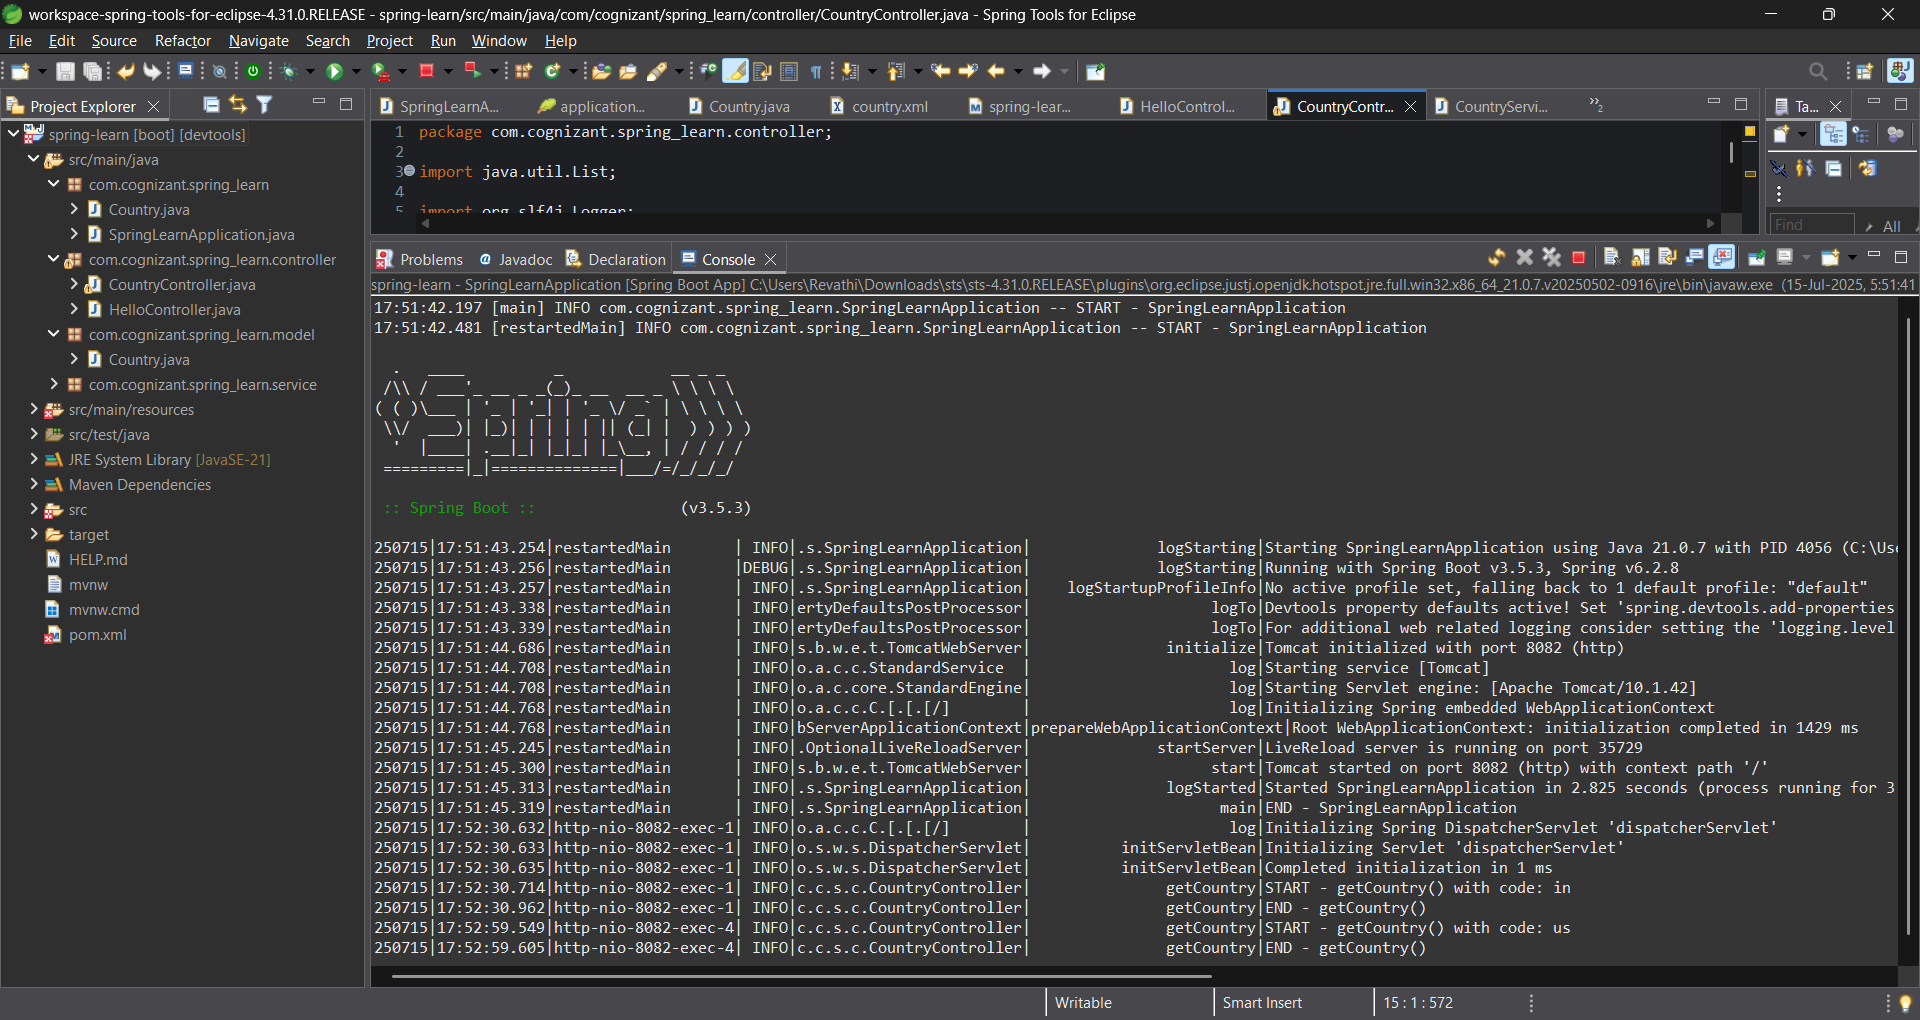 workspace-spring-tools-for-eclipse-4.31.0.RELEASE - spring-learn/src/main/java/com/cognizant/spring_learn/controller/CountryController.java - Spring Tools for Eclipse
File Edit Source Refactor Navigate Search Project Run Window Help
Project Explorer
SpringLearnA... application... Country.java country.xml spring-lear... HelloControl... CountryContr... CountryServi... »2
Ta...
spring-learn [boot] [devtools]
src/main/java
com.cognizant.spring_learn
Country.java
SpringLearnApplication.java
com.cognizant.spring_learn.controller
CountryController.java
HelloController.java
com.cognizant.spring_learn.model
Country.java
com.cognizant.spring_learn.service
src/main/resources
src/test/java
JRE System Library [JavaSE-21]
Maven Dependencies
src
target
HELP.md
mvnw
mvnw.cmd
pom.xml
1 package com.cognizant.spring_learn.controller;
2
3 import java.util.List;
4
5 import org.slf4j.Logger;
Find All
Problems Javadoc Declaration Console
spring-learn - SpringLearnApplication [Spring Boot App] C:\Users\Revathi\Downloads\sts\sts-4.31.0.RELEASE\plugins\org.eclipse.justj.openjdk.hotspot.jre.full.win32.x86_64_21.0.7.v20250502-0916\jre\bin\javaw.exe (15-Jul-2025, 5:51:41
17:51:42.197 [main] INFO com.cognizant.spring_learn.SpringLearnApplication -- START - SpringLearnApplication
17:51:42.481 [restartedMain] INFO com.cognizant.spring_learn.SpringLearnApplication -- START - SpringLearnApplication
Spring
:: Spring Boot :: (v3.5.3)
250715|17:51:43.254|restartedMain | INFO|.s.SpringLearnApplication| logStarting|Starting SpringLearnApplication using Java 21.0.7 with PID 4056 (C:\Use
250715|17:51:43.256|restartedMain |DEBUG|.s.SpringLearnApplication| logStarting|Running with Spring Boot v3.5.3, Spring v6.2.8
250715|17:51:43.257|restartedMain | INFO|.s.SpringLearnApplication| logStartupProfileInfo|No active profile set, falling back to 1 default profile: "default"
250715|17:51:43.338|restartedMain | INFO|ertyDefaultsPostProcessor| logTo|Devtools property defaults active! Set 'spring.devtools.add-properties
250715|17:51:43.339|restartedMain | INFO|ertyDefaultsPostProcessor| logTo|For additional web related logging consider setting the 'logging.level
250715|17:51:44.686|restartedMain | INFO|s.b.w.e.t.TomcatWebServer| initialize|Tomcat initialized with port 8082 (http)
250715|17:51:44.708|restartedMain | INFO|o.a.c.c.StandardService | log|Starting service [Tomcat]
250715|17:51:44.708|restartedMain | INFO|o.a.c.core.StandardEngine| log|Starting Servlet engine: [Apache Tomcat/10.1.42]
250715|17:51:44.768|restartedMain | INFO|o.a.c.c.C.[.[.[/] | log|Initializing Spring embedded WebApplicationContext
250715|17:51:44.768|restartedMain | INFO|bServerApplicationContext|prepareWebApplicationContext|Root WebApplicationContext: initialization completed in 1429 ms
250715|17:51:45.245|restartedMain | INFO|.OptionalLiveReloadServer| startServer|LiveReload server is running on port 35729
250715|17:51:45.300|restartedMain | INFO|s.b.w.e.t.TomcatWebServer| start|Tomcat started on port 8082 (http) with context path '/'
250715|17:51:45.313|restartedMain | INFO|.s.SpringLearnApplication| logStarted|Started SpringLearnApplication in 2.825 seconds (process running for 3
250715|17:51:45.319|restartedMain | INFO|.s.SpringLearnApplication| main|END - SpringLearnApplication
250715|17:52:30.632|http-nio-8082-exec-1| INFO|o.a.c.c.C.[.[.[/] | log|Initializing Spring DispatcherServlet 'dispatcherServlet'
250715|17:52:30.633|http-nio-8082-exec-1| INFO|o.s.w.s.DispatcherServlet| initServletBean|Initializing Servlet 'dispatcherServlet'
250715|17:52:30.635|http-nio-8082-exec-1| INFO|o.s.w.s.DispatcherServlet| initServletBean|Completed initialization in 1 ms
250715|17:52:30.714|http-nio-8082-exec-1| INFO|c.c.s.c.CountryController| getCountry|START - getCountry() with code: in
250715|17:52:30.962|http-nio-8082-exec-1| INFO|c.c.s.c.CountryController| getCountry|END - getCountry()
250715|17:52:59.549|http-nio-8082-exec-4| INFO|c.c.s.c.CountryController| getCountry|START - getCountry() with code: us
250715|17:52:59.605|http-nio-8082-exec-4| INFO|c.c.s.c.CountryController| getCountry|END - getCountry()
Writable Smart Insert 15 : 1 : 572